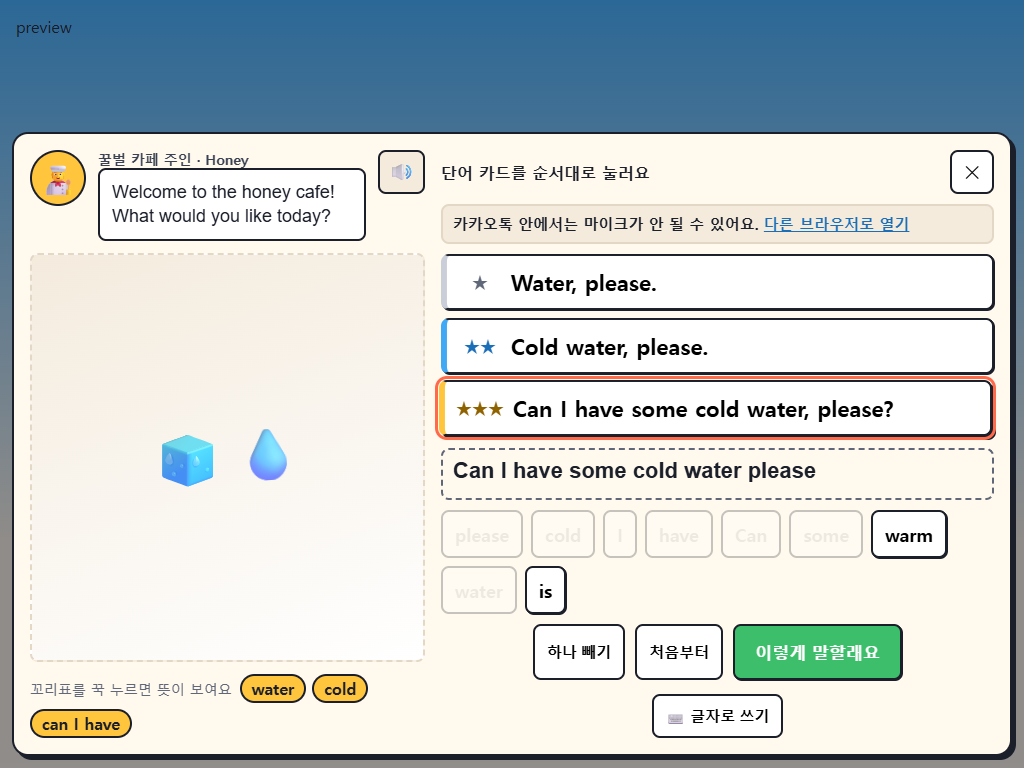 preview
꿀벌 카페 주인 · Honey
Welcome to the honey cafe!
What would you like today?
단어 카드를 순서대로 눌러요
카카오톡 안에서는 마이크가 안 될 수 있어요. 다른 브라우저로 열기
★ Water, please.
★★ Cold water, please.
★★★ Can I have some cold water, please?
Can I have some cold water please
please cold I have Can some warm
water is
하나 빼기 처음부터 이렇게 말할래요
글자로 쓰기
꼬리표를 꾹 누르면 뜻이 보여요 water cold
can I have